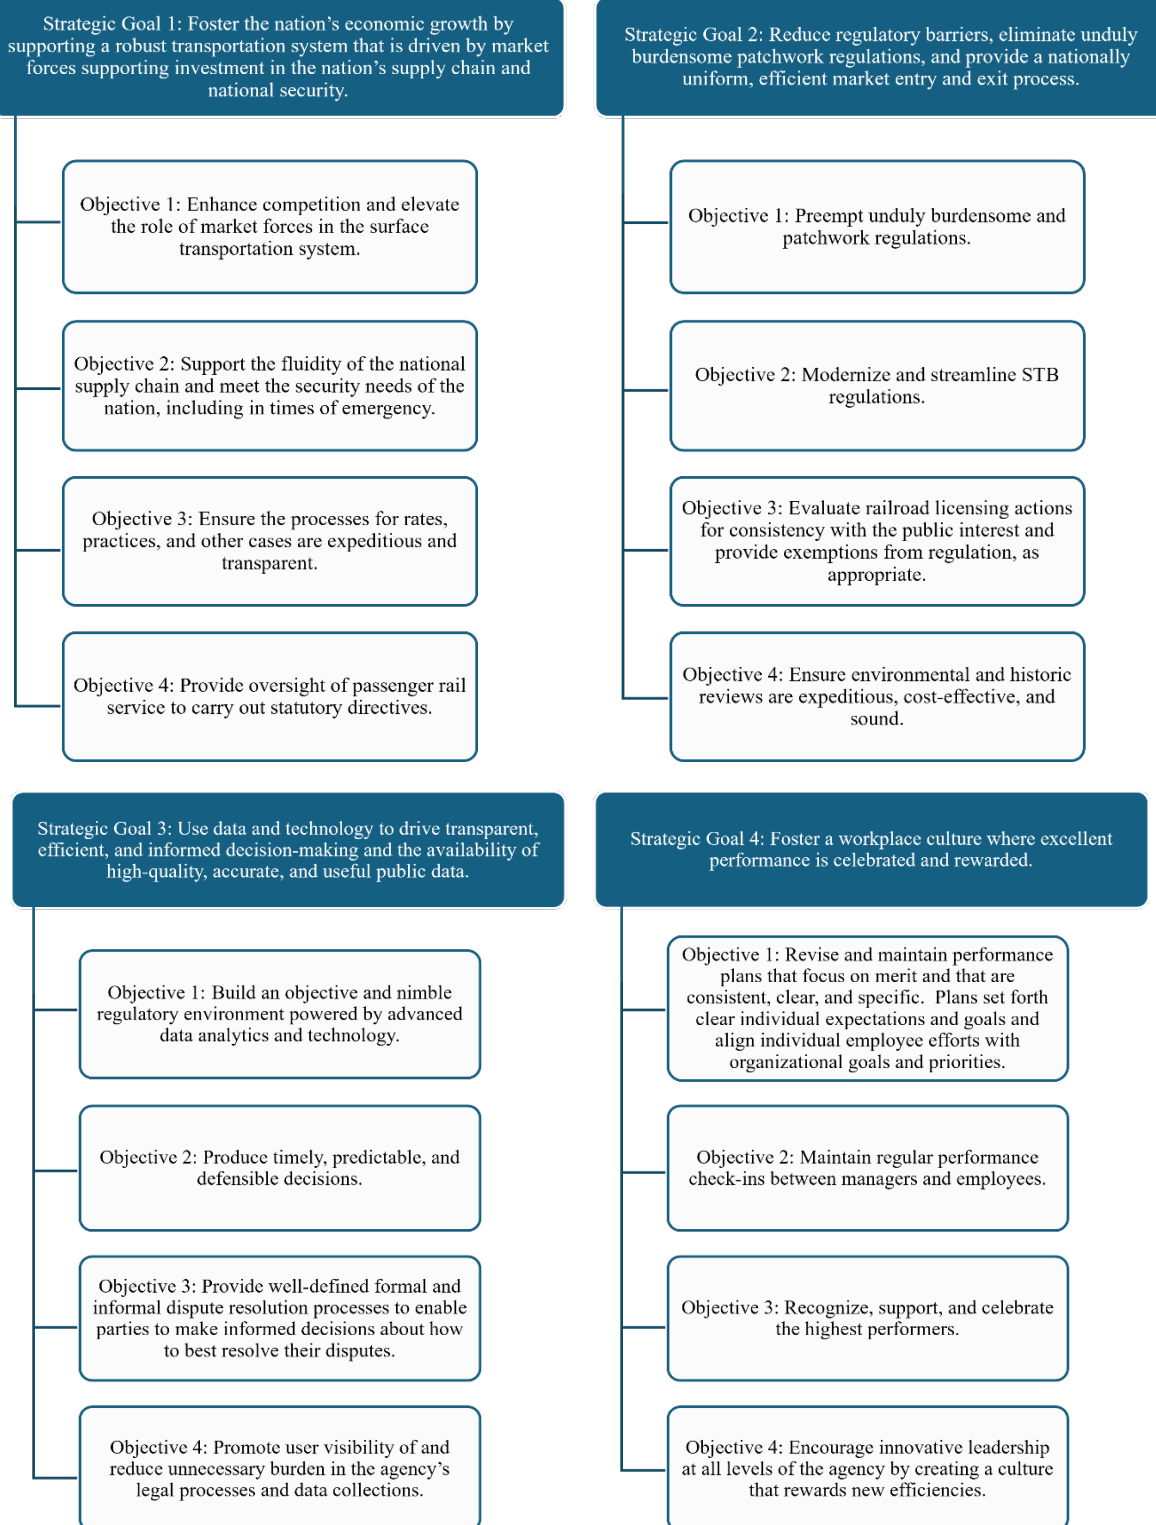 Strategic Goal 1: Foster the nation’s economic growth by
supporting a robust transportation system that is driven by market
forces supporting investment in the nation’s supply chain and
national security.
Objective 1: Enhance competition and elevate
the role of market forces in the surface
transportation system.
Objective 2: Support the fluidity of the national
supply chain and meet the security needs of the
nation, including in times of emergency.
Objective 3: Ensure the processes for rates,
practices, and other cases are expeditious and
transparent.
Objective 4: Provide oversight of passenger rail
service to carry out statutory directives.
Strategic Goal 2: Reduce regulatory barriers, eliminate unduly
burdensome patchwork regulations, and provide a nationally
uniform, efficient market entry and exit process.
Objective 1: Preempt unduly burdensome and
patchwork regulations.
Objective 2: Modernize and streamline STB
regulations.
Objective 3: Evaluate railroad licensing actions
for consistency with the public interest and
provide exemptions from regulation, as
appropriate.
Objective 4: Ensure environmental and historic
reviews are expeditious, cost-effective, and
sound.
Strategic Goal 3: Use data and technology to drive transparent,
efficient, and informed decision-making and the availability of
high-quality, accurate, and useful public data.
Objective 1: Build an objective and nimble
regulatory environment powered by advanced
data analytics and technology.
Objective 2: Produce timely, predictable, and
defensible decisions.
Objective 3: Provide well-defined formal and
informal dispute resolution processes to enable
parties to make informed decisions about how
to best resolve their disputes.
Objective 4: Promote user visibility of and
reduce unnecessary burden in the agency’s
legal processes and data collections.
Strategic Goal 4: Foster a workplace culture where excellent
performance is celebrated and rewarded.
Objective 1: Revise and maintain performance
plans that focus on merit and that are
consistent, clear, and specific.  Plans set forth
clear individual expectations and goals and
align individual employee efforts with
organizational goals and priorities.
Objective 2: Maintain regular performance
check-ins between managers and employees.
Objective 3: Recognize, support, and celebrate
the highest performers.
Objective 4: Encourage innovative leadership
at all levels of the agency by creating a culture
that rewards new efficiencies.